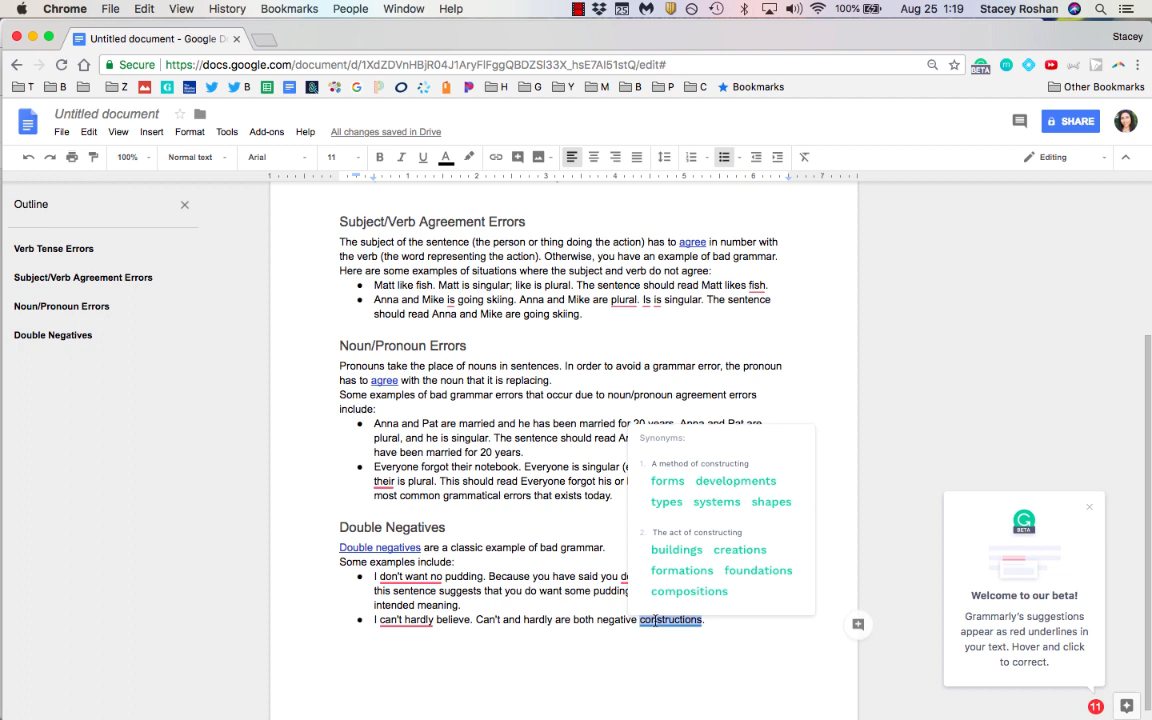 Chrome File Edit View History Bookmarks People Window Help 25 100% Aug 25 1:19 Stacey Roshan
Untitled document - Google D × Stacey
Secure https://docs.google.com/document/d/1XdZDVnHBjR04J1AryFlFggQBDZSl33X_hsE7Al51stQ/edit# BETA
T B Z B H G Y M B P C Bookmarks Other Bookmarks
Untitled document
File Edit View Insert Format Tools Add-ons Help All changes saved in Drive SHARE
100% Normal text Arial 11 B I U A Editing
1 1 2 3 4 5 6 7
Outline
Verb Tense Errors
Subject/Verb Agreement Errors
Noun/Pronoun Errors
Double Negatives
Subject/Verb Agreement Errors
The subject of the sentence (the person or thing doing the action) has to agree in number with
the verb (the word representing the action). Otherwise, you have an example of bad grammar.
Here are some examples of situations where the subject and verb do not agree:
● Matt like fish. Matt is singular; like is plural. The sentence should read Matt likes fish.
● Anna and Mike is going skiing. Anna and Mike are plural. Is is singular. The sentence
should read Anna and Mike are going skiing.
Noun/Pronoun Errors
Pronouns take the place of nouns in sentences. In order to avoid a grammar error, the pronoun
has to agree with the noun that it is replacing.
Some examples of bad grammar errors that occur due to noun/pronoun agreement errors
include:
● Anna and Pat are married and he has been married for 20 years. Anna and Pat are
plural, and he is singular. The sentence should read An
have been married for 20 years.
● Everyone forgot their notebook. Everyone is singular (e
their is plural. This should read Everyone forgot his or
most common grammatical errors that exists today.
Double Negatives
Double negatives are a classic example of bad grammar.
Some examples include:
● I don't want no pudding. Because you have said you do
this sentence suggests that you do want some pudding
intended meaning.
● I can't hardly believe. Can't and hardly are both negative constructions.
Synonyms:
1. A method of constructing
forms developments
types systems shapes
2. The act of constructing
buildings creations
formations foundations
compositions
BETA
Welcome to our beta!
Grammarly's suggestions
appear as red underlines in
your text. Hover and click
to correct.
11